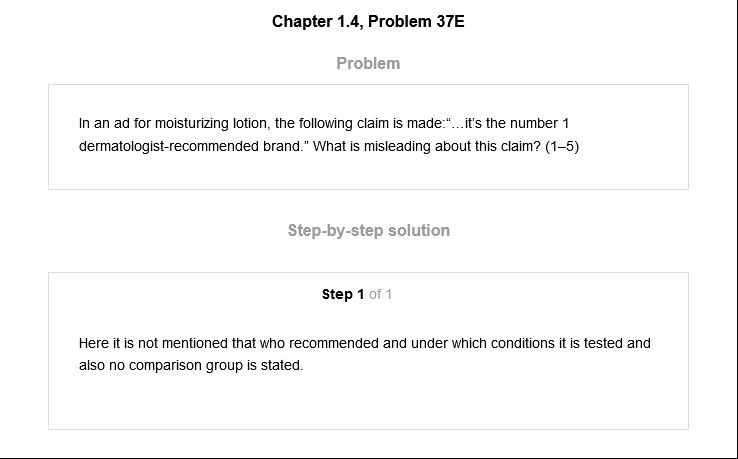 Chapter 1.4, Problem 37E
Problem
In an ad for moisturizing lotion, the following claim is made:“…it’s the number 1
dermatologist-recommended brand.” What is misleading about this claim? (1–5)
Step-by-step solution
Step 1 of 1
Here it is not mentioned that who recommended and under which conditions it is tested and
also no comparison group is stated.